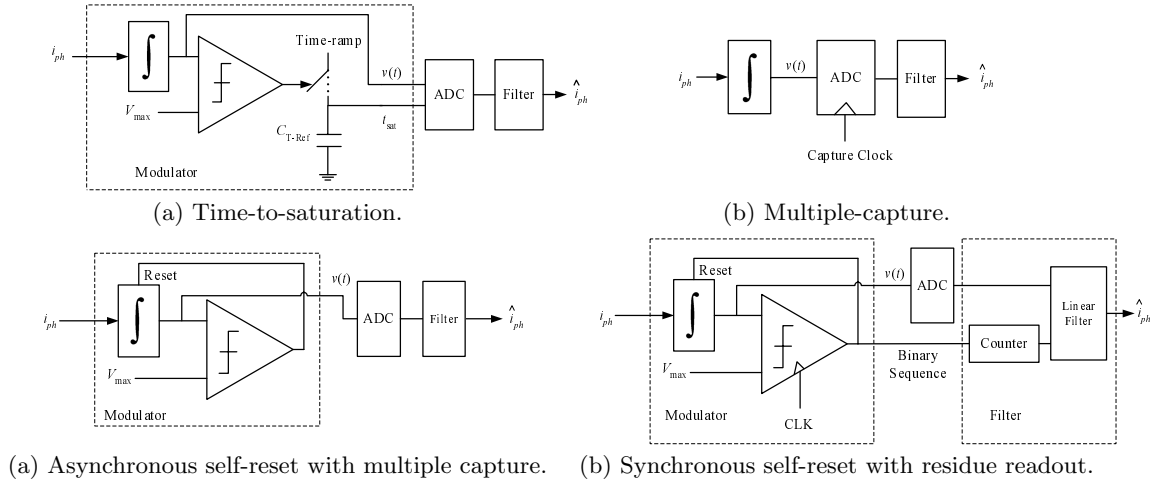 i_ph
∫
V_max
Time-ramp
C_T-Ref
v(t)
t_sat
ADC
Filter
î_ph
Modulator
(a) Time-to-saturation.
i_ph
∫
v(t)
ADC
Filter
î_ph
Capture Clock
(b) Multiple-capture.
Reset
i_ph
∫
V_max
v(t)
ADC
Filter
î_ph
Modulator
(a) Asynchronous self-reset with multiple capture.
Reset
i_ph
∫
V_max
v(t)
ADC
Linear
Filter
î_ph
Counter
Binary
Sequence
CLK
Modulator
Filter
(b) Synchronous self-reset with residue readout.